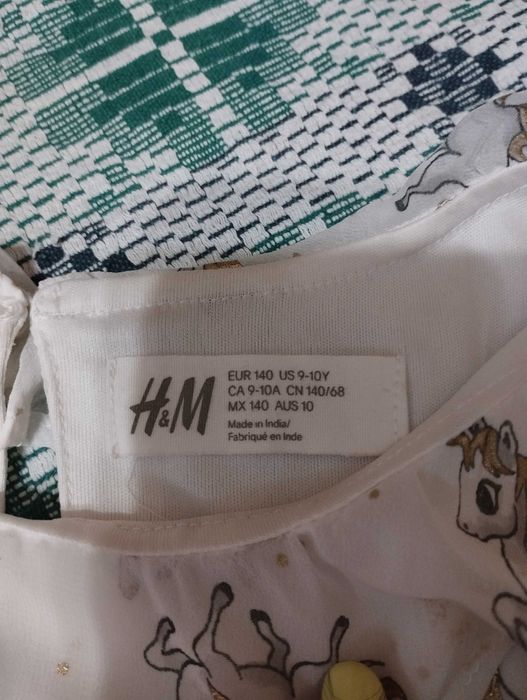 H&M
EUR 140 US 9-10Y
CA 9-10A CN 140/68
MX 140 AUS 10
Made in India/
Fabriqué en Inde